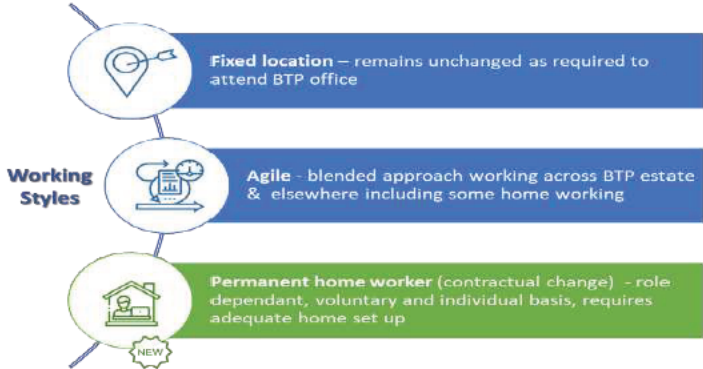 Fixed location – remains unchanged as required to
attend BTP office
Working
Styles
Agile - blended approach working across BTP estate
& elsewhere including some home working
Permanent home worker (contractual change) - role
dependant, voluntary and individual basis, requires
adequate home set up
NEW